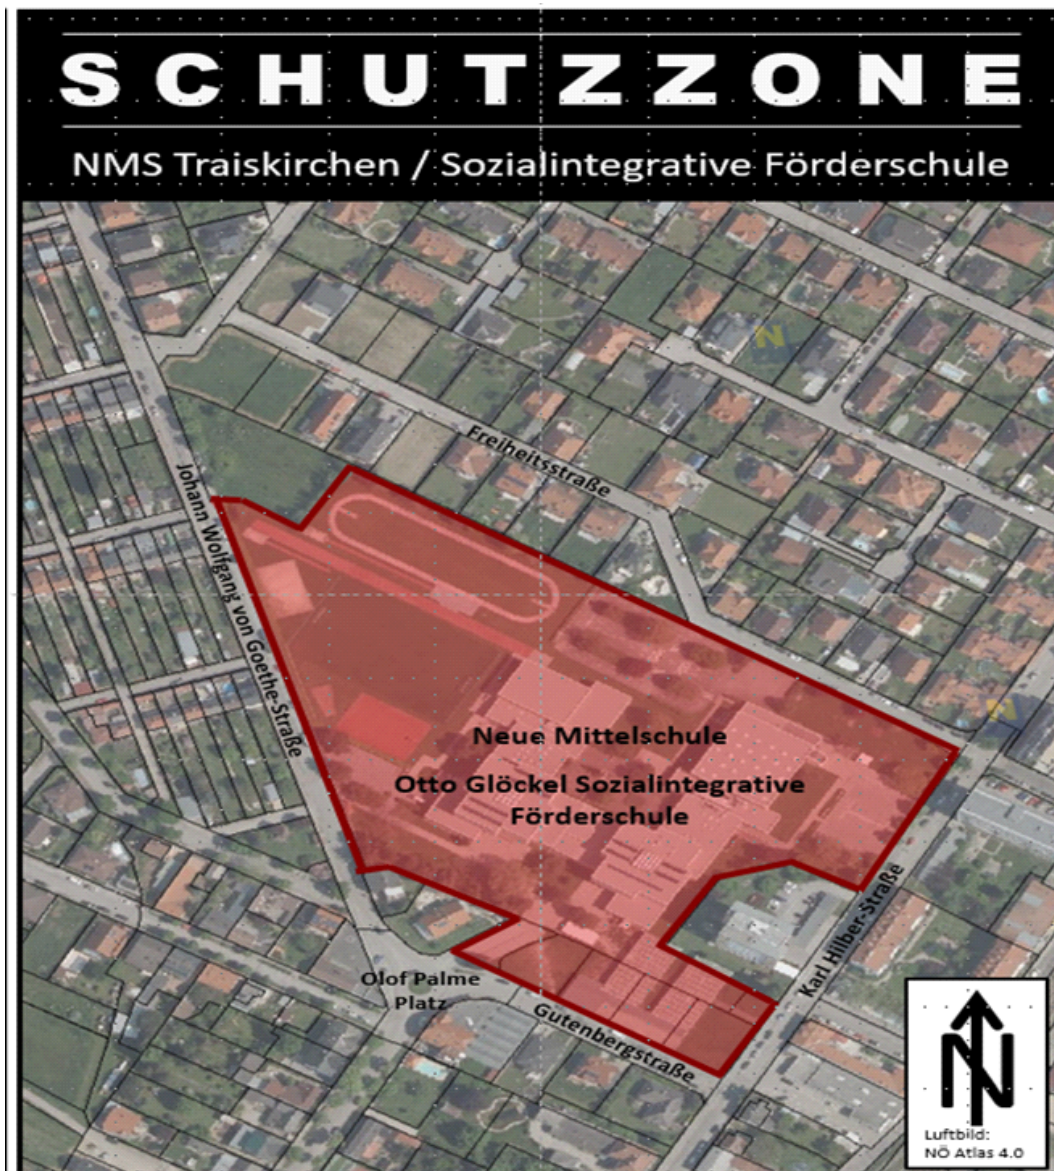 SCHUTZZONE
NMS Traiskirchen / Sozialintegrative Förderschule
N
Freiheitsstraße
Johann Wolfgang von Goethe-Straße
N
Neue Mittelschule
Otto Glöckel Sozialintegrative
Förderschule
Karl Hilber-Straße
Olof Palme
Platz
Gutenbergstraße
N
Luftbild:
NÖ Atlas 4.0